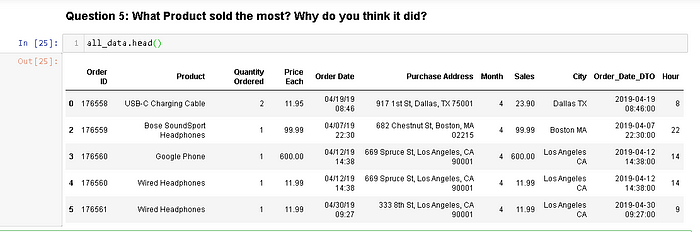 Question 5: What Product sold the most? Why do you think it did?
In [25]: 1 all_data.head()
Out[25]:
Order ID Product Quantity Ordered Price Each Order Date Purchase Address Month Sales City Order_Date_DTO Hour
0 176558 USB-C Charging Cable 2 11.95 04/19/19 08:46 917 1st St, Dallas, TX 75001 4 23.90 Dallas TX 2019-04-19 08:46:00 8
2 176559 Bose SoundSport Headphones 1 99.99 04/07/19 22:30 682 Chestnut St, Boston, MA 02215 4 99.99 Boston MA 2019-04-07 22:30:00 22
3 176560 Google Phone 1 600.00 04/12/19 14:38 669 Spruce St, Los Angeles, CA 90001 4 600.00 Los Angeles CA 2019-04-12 14:38:00 14
4 176560 Wired Headphones 1 11.99 04/12/19 14:38 669 Spruce St, Los Angeles, CA 90001 4 11.99 Los Angeles CA 2019-04-12 14:38:00 14
5 176561 Wired Headphones 1 11.99 04/30/19 09:27 333 8th St, Los Angeles, CA 90001 4 11.99 Los Angeles CA 2019-04-30 09:27:00 9